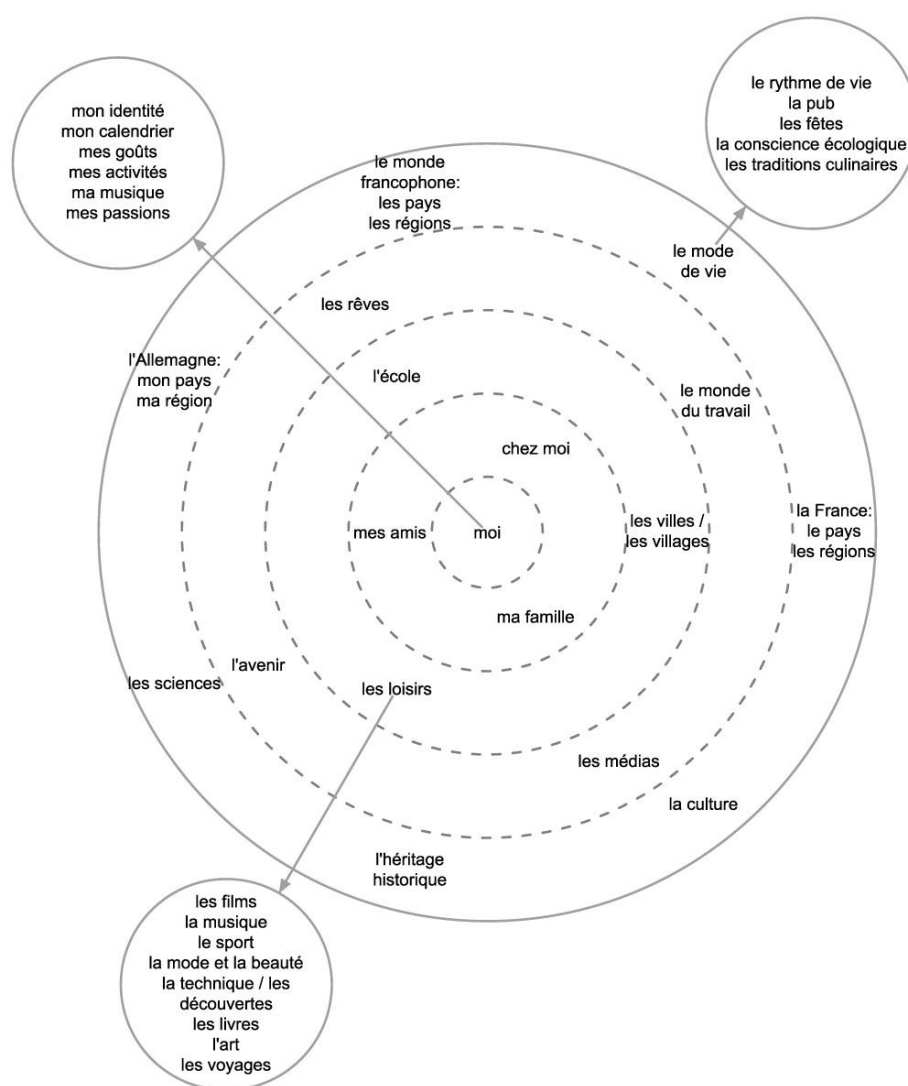 le rythme de vie
la pub
les fêtes
la conscience écologique
les traditions culinaires
mon identité
mon calendrier
mes goûts
mes activités
ma musique
mes passions
le monde
francophone:
les pays
les régions
le mode
de vie
les rêves
l'Allemagne:
mon pays
ma région
l'école
le monde
du travail
chez moi
la France:
le pays
les régions
les villes /
les villages
mes amis
moi
ma famille
l'avenir
les sciences
les loisirs
les médias
la culture
l'héritage
historique
les films
la musique
le sport
la mode et la beauté
la technique / les
découvertes
les livres
l'art
les voyages